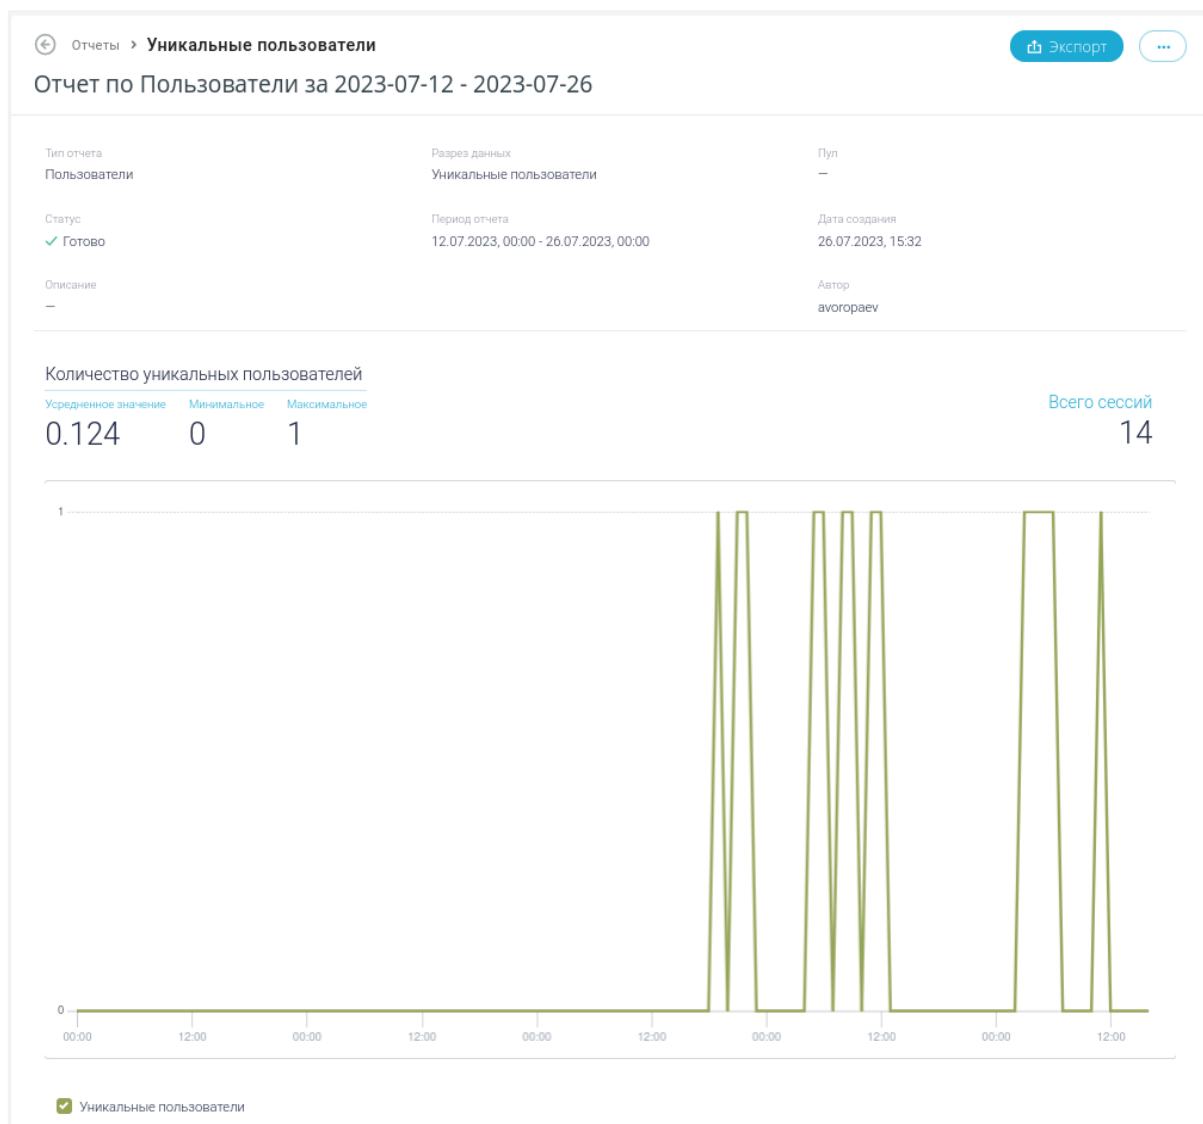 Отчеты > Уникальные пользователи
Экспорт
Отчет по Пользователи за 2023-07-12 - 2023-07-26
Тип отчета
Пользователи
Разрез данных
Уникальные пользователи
Пул
—
Статус
Готово
Период отчета
12.07.2023, 00:00 - 26.07.2023, 00:00
Дата создания
26.07.2023, 15:32
Описание
—
Автор
avoropaev
Количество уникальных пользователей
Усредненное значение Минимальное Максимальное
0.124 0 1
Всего сессий
14
1
0
00:00 12:00 00:00 12:00 00:00 12:00 00:00 12:00 00:00 12:00
Уникальные пользователи